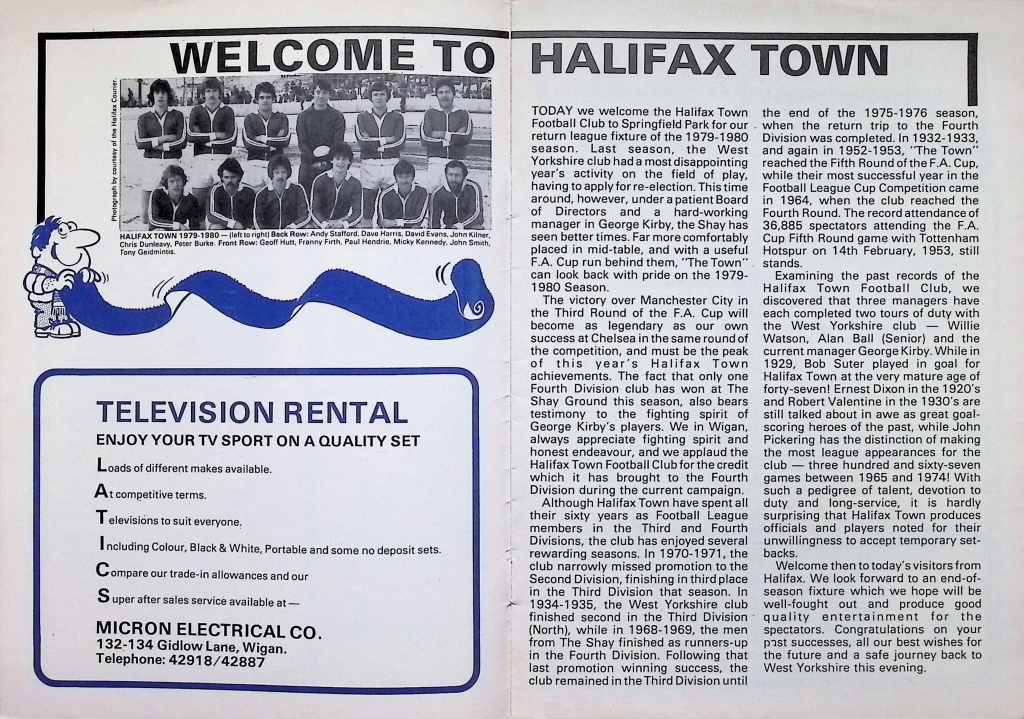 WELCOME TO HALIFAX TOWN
Photograph by courtesy of the Halifax Courier.
HALIFAX TOWN 1979-1980 — (left to right) Back Row: Andy Stafford, Dave Harris, David Evans, John Kilner,
Chris Dunleavy, Peter Burke. Front Row: Geoff Hutt, Franny Firth, Paul Hendrie, Micky Kennedy, John Smith,
Tony Geidmintis.
TELEVISION RENTAL
ENJOY YOUR TV SPORT ON A QUALITY SET
Loads of different makes available.
At competitive terms.
Televisions to suit everyone.
Including Colour, Black & White, Portable and some no deposit sets.
Compare our trade-in allowances and our
Super after sales service available at —
MICRON ELECTRICAL CO.
132-134 Gidlow Lane, Wigan.
Telephone: 42918/42887
TODAY we welcome the Halifax Town
Football Club to Springfield Park for our
return league fixture of the 1979-1980
season. Last season, the West
Yorkshire club had a most disappointing
year's activity on the field of play,
having to apply for re-election. This time
around, however, under a patient Board
of Directors and a hard-working
manager in George Kirby, the Shay has
seen better times. Far more comfortably
placed in mid-table, and with a useful
F.A. Cup run behind them, "The Town"
can look back with pride on the 1979-
1980 Season.
The victory over Manchester City in
the Third Round of the F.A. Cup will
become as legendary as our own
success at Chelsea in the same round of
the competition, and must be the peak
of this year's Halifax Town
achievements. The fact that only one
Fourth Division club has won at The
Shay Ground this season, also bears
testimony to the fighting spirit of
George Kirby's players. We in Wigan,
always appreciate fighting spirit and
honest endeavour, and we applaud the
Halifax Town Football Club for the credit
which it has brought to the Fourth
Division during the current campaign.
Although Halifax Town have spent all
their sixty years as Football League
members in the Third and Fourth
Divisions, the club has enjoyed several
rewarding seasons. In 1970-1971, the
club narrowly missed promotion to the
Second Division, finishing in third place
in the Third Division that season. In
1934-1935, the West Yorkshire club
finished second in the Third Division
(North), while in 1968-1969, the men
from The Shay finished as runners-up
in the Fourth Division. Following that
last promotion winning success, the
club remained in the Third Division until
the end of the 1975-1976 season,
when the return trip to the Fourth
Division was completed. In 1932-1933,
and again in 1952-1953, "The Town"
reached the Fifth Round of the F.A. Cup,
while their most successful year in the
Football League Cup Competition came
in 1964, when the club reached the
Fourth Round. The record attendance of
36,885 spectators attending the F.A.
Cup Fifth Round game with Tottenham
Hotspur on 14th February, 1953, still
stands.
Examining the past records of the
Halifax Town Football Club, we
discovered that three managers have
each completed two tours of duty with
the West Yorkshire club — Willie
Watson, Alan Ball (Senior) and the
current manager George Kirby. While in
1929, Bob Suter played in goal for
Halifax Town at the very mature age of
forty-seven! Ernest Dixon in the 1920's
and Robert Valentine in the 1930's are
still talked about in awe as great goal-
scoring heroes of the past, while John
Pickering has the distinction of making
the most league appearances for the
club — three hundred and sixty-seven
games between 1965 and 1974! With
such a pedigree of talent, devotion to
duty and long-service, it is hardly
surprising that Halifax Town produces
officials and players noted for their
unwillingness to accept temporary set-
backs.
Welcome then to today's visitors from
Halifax. We look forward to an end-of-
season fixture which we hope will be
well-fought out and produce good
quality entertainment for the
spectators. Congratulations on your
past successes, all our best wishes for
the future and a safe journey back to
West Yorkshire this evening.